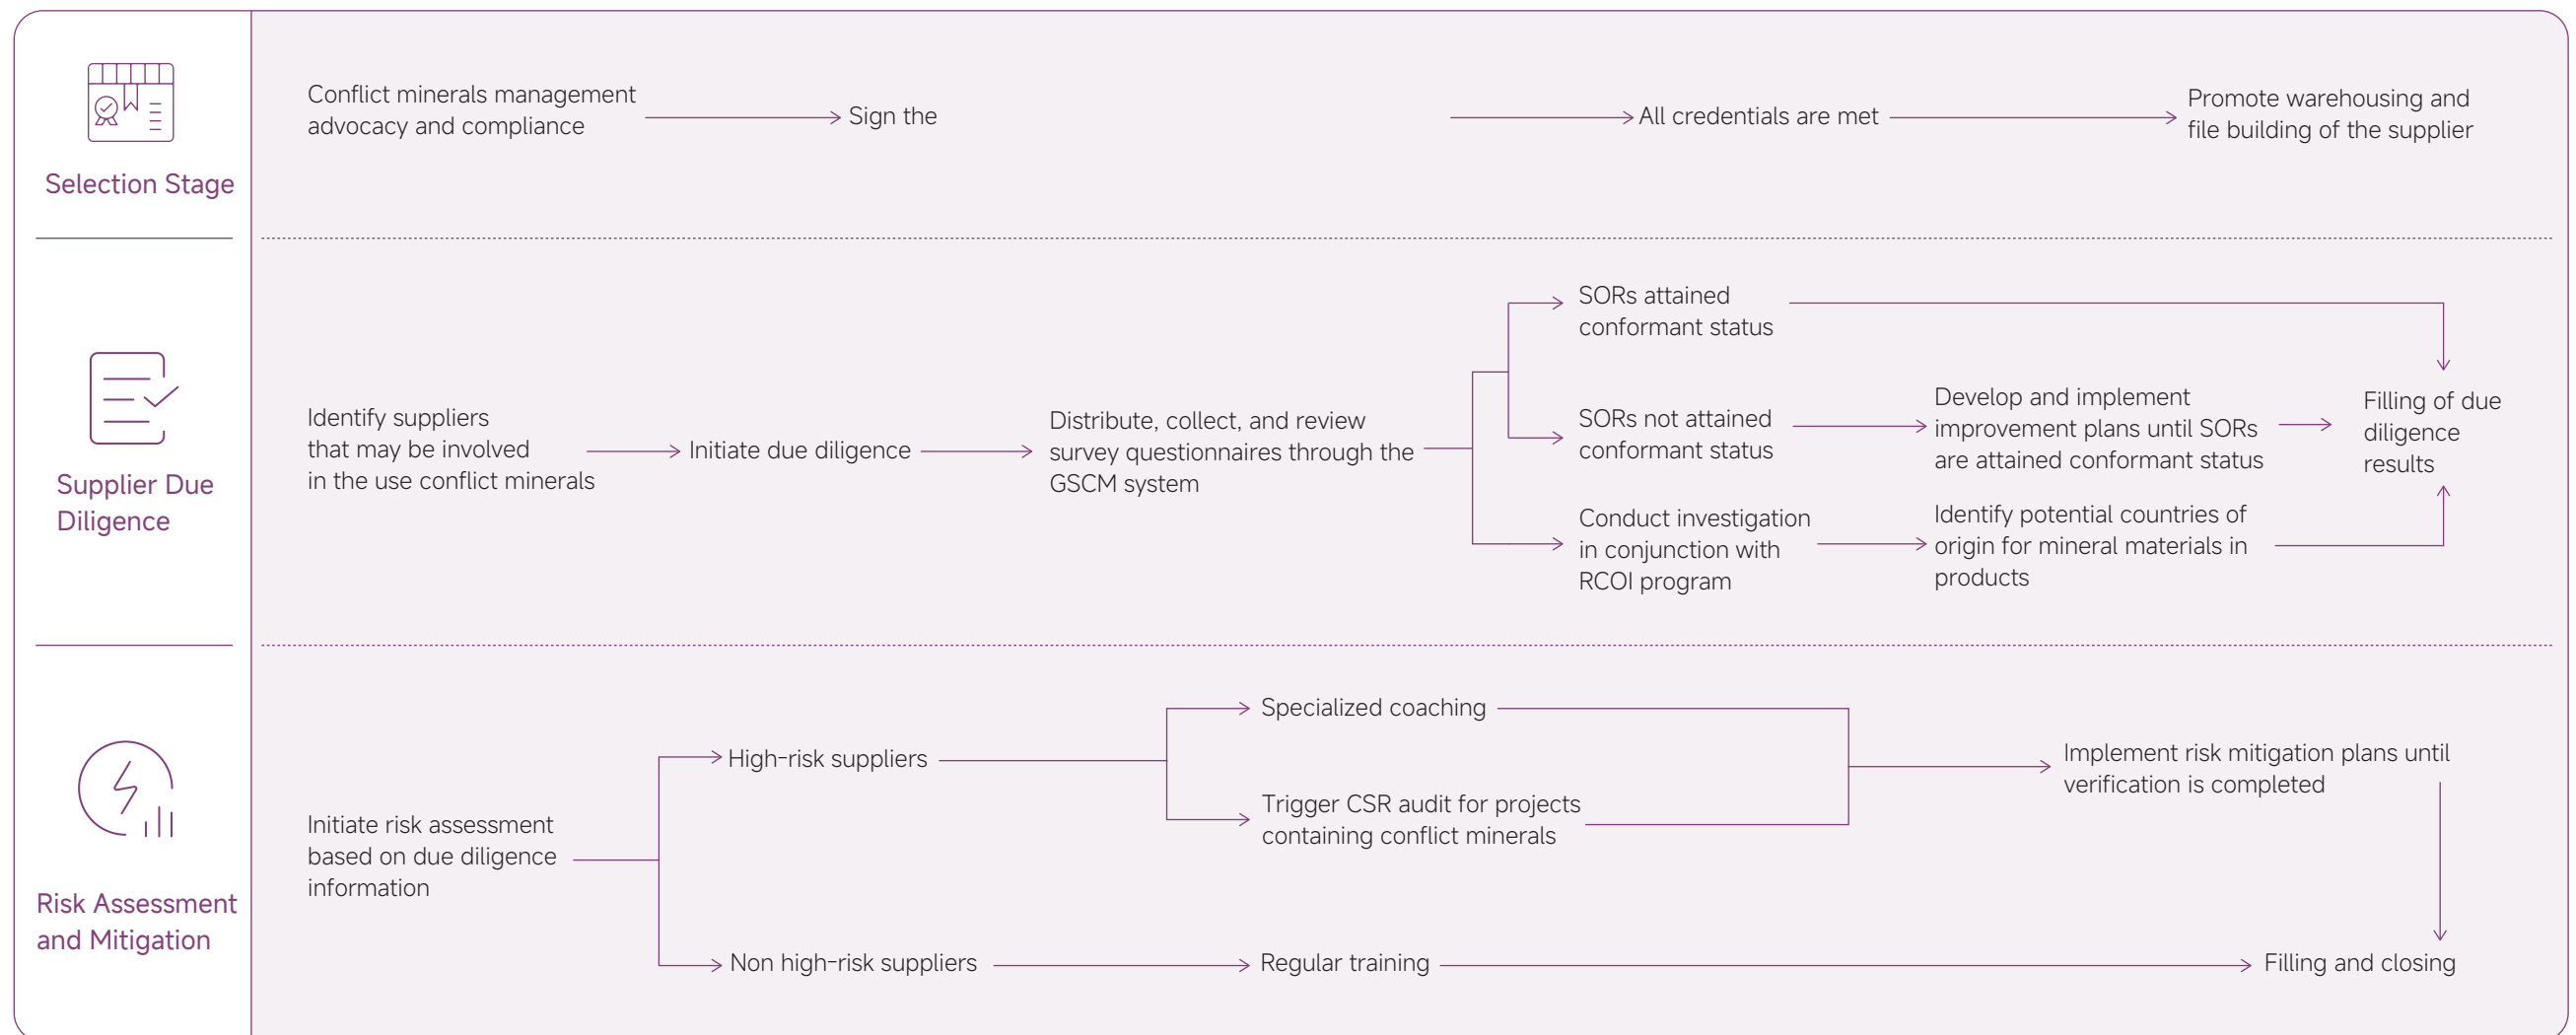 Selection Stage
Conflict minerals management
advocacy and compliance
Sign the
All credentials are met
Promote warehousing and
file building of the supplier
Supplier Due
Diligence
Identify suppliers
that may be involved
in the use conflict minerals
Initiate due diligence
Distribute, collect, and review
survey questionnaires through the
GSCM system
SORs attained
conformant status
SORs not attained
conformant status
Develop and implement
improvement plans until SORs
are attained conformant status
Conduct investigation
in conjunction with
RCOI program
Identify potential countries of
origin for mineral materials in
products
Filling of due
diligence
results
Risk Assessment
and Mitigation
Initiate risk assessment
based on due diligence
information
High-risk suppliers
Specialized coaching
Trigger CSR audit for projects
containing conflict minerals
Implement risk mitigation plans until
verification is completed
Non high-risk suppliers
Regular training
Filling and closing